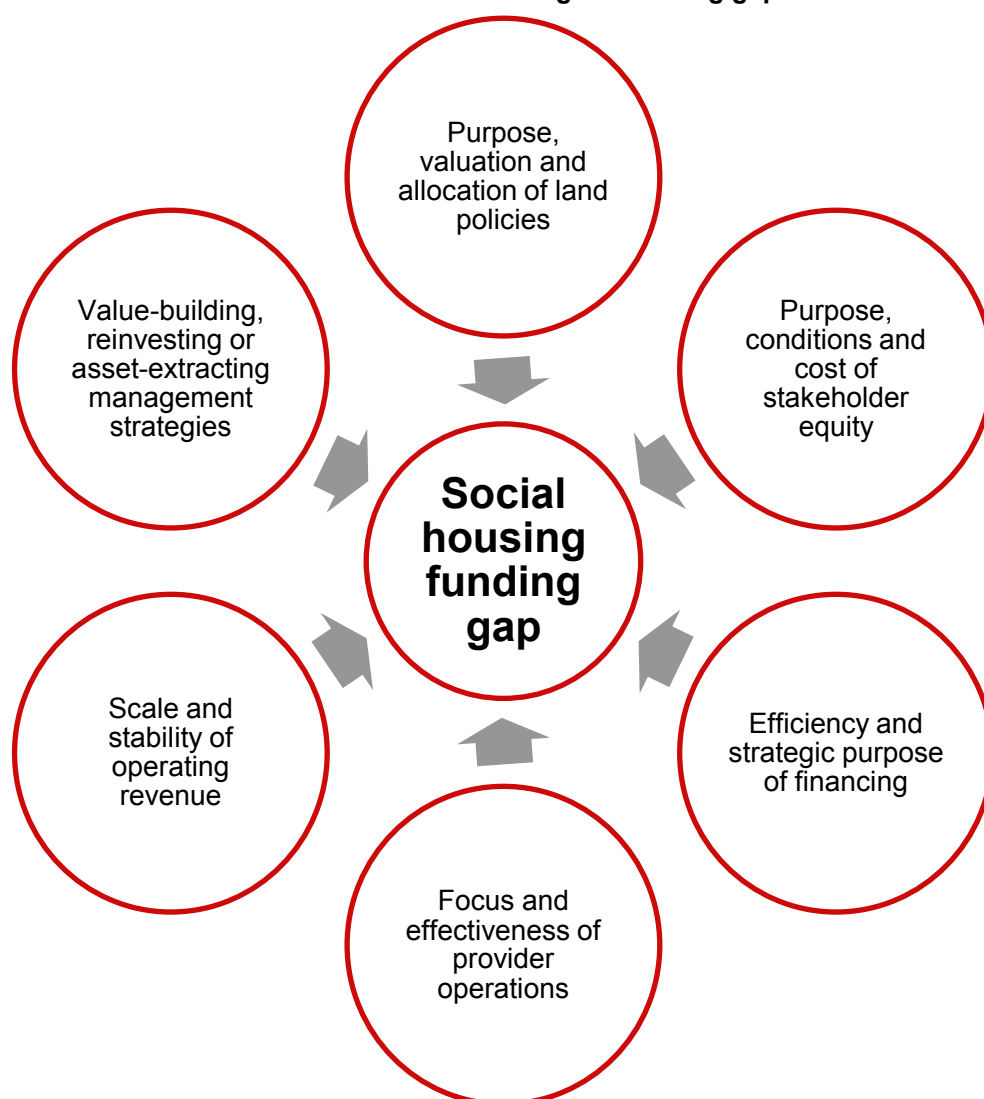 Purpose,
valuation and
allocation of land
policies
Value-building,
reinvesting or
asset-extracting
management
strategies
Purpose,
conditions and
cost of
stakeholder
equity
Social
housing
funding
gap
Scale and
stability of
operating
revenue
Efficiency and
strategic purpose
of financing
Focus and
effectiveness of
provider
operations